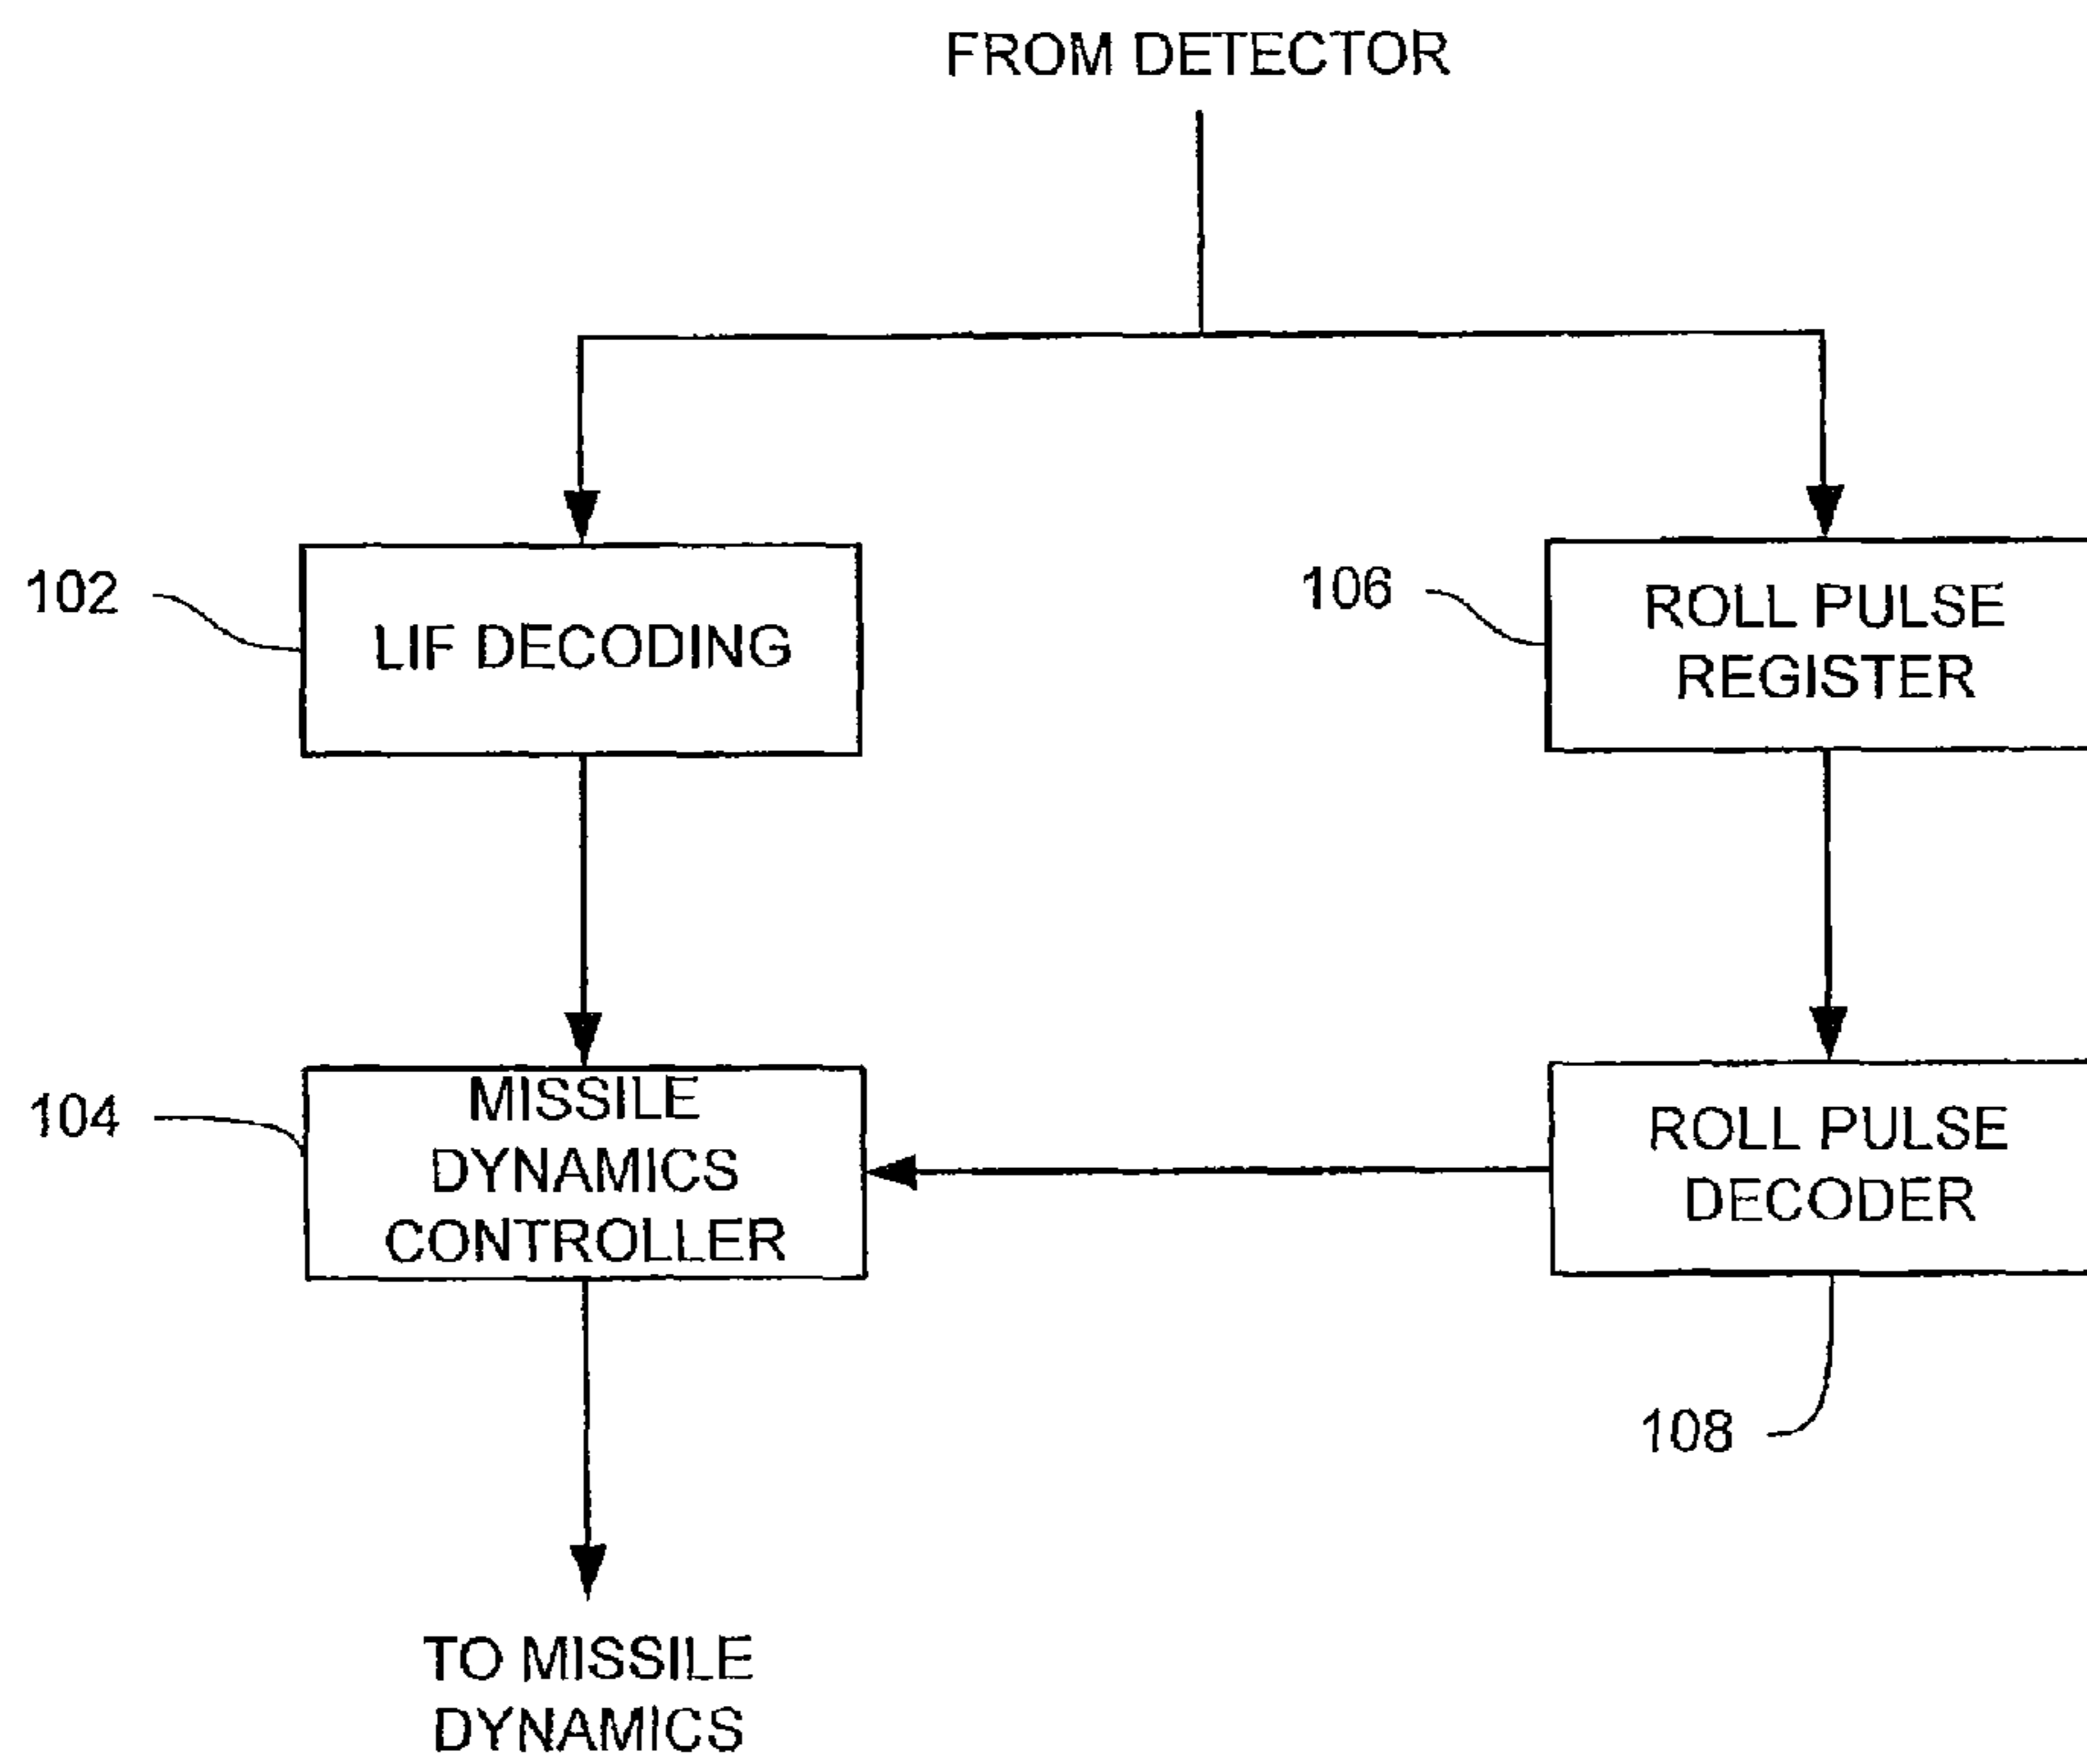 FROM DETECTOR
102
LIF DECODING
106
ROLL PULSE
REGISTER
104
MISSILE
DYNAMICS
CONTROLLER
ROLL PULSE
DECODER
108
TO MISSILE
DYNAMICS